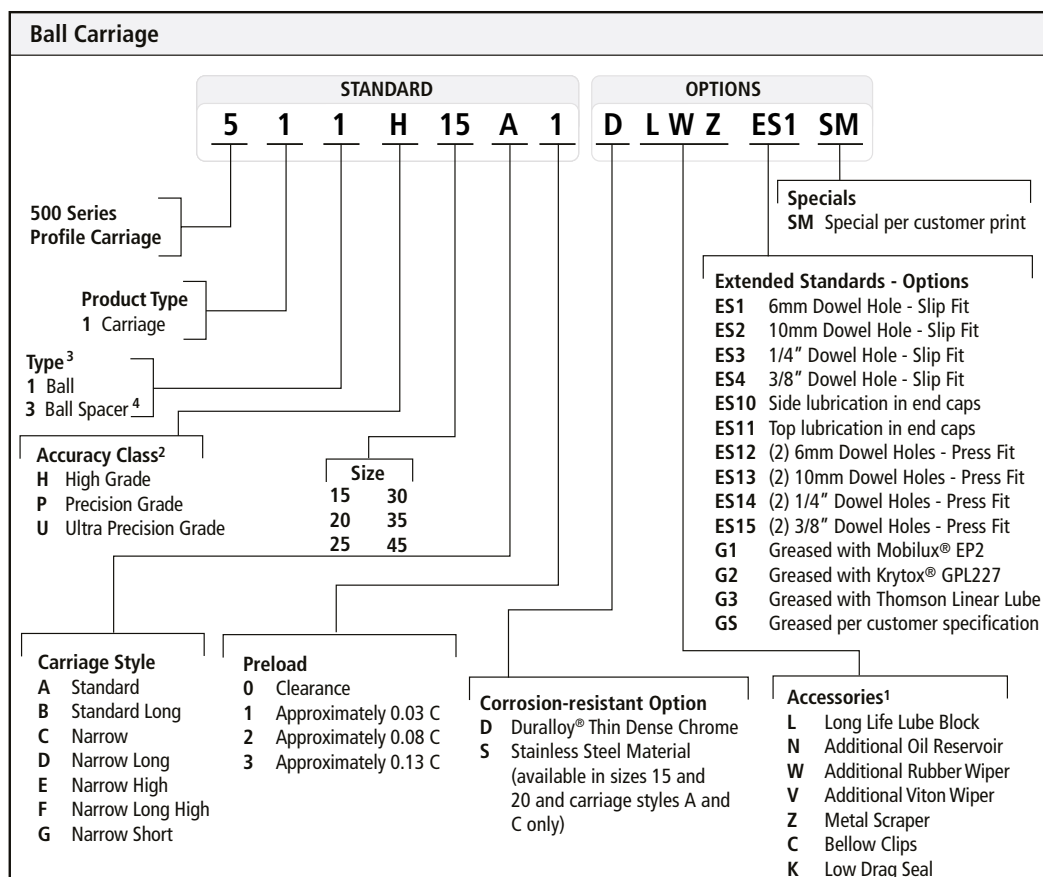 Ball Carriage
STANDARD
OPTIONS
5 1 1 H 15 A 1 D L W Z ES1 SM
500 Series
Profile Carriage
Product Type
1 Carriage
Type³
1 Ball
3 Ball Spacer⁴
Accuracy Class²
H High Grade
P Precision Grade
U Ultra Precision Grade
Size
15 30
20 35
25 45
Carriage Style
A Standard
B Standard Long
C Narrow
D Narrow Long
E Narrow High
F Narrow Long High
G Narrow Short
Preload
0 Clearance
1 Approximately 0.03 C
2 Approximately 0.08 C
3 Approximately 0.13 C
Corrosion-resistant Option
D Duralloy® Thin Dense Chrome
S Stainless Steel Material
(available in sizes 15 and
20 and carriage styles A and
C only)
Specials
SM Special per customer print
Extended Standards - Options
ES1 6mm Dowel Hole - Slip Fit
ES2 10mm Dowel Hole - Slip Fit
ES3 1/4” Dowel Hole - Slip Fit
ES4 3/8” Dowel Hole - Slip Fit
ES10 Side lubrication in end caps
ES11 Top lubrication in end caps
ES12 (2) 6mm Dowel Holes - Press Fit
ES13 (2) 10mm Dowel Holes - Press Fit
ES14 (2) 1/4” Dowel Holes - Press Fit
ES15 (2) 3/8” Dowel Holes - Press Fit
G1 Greased with Mobilux® EP2
G2 Greased with Krytox® GPL227
G3 Greased with Thomson Linear Lube
GS Greased per customer specification
Accessories¹
L Long Life Lube Block
N Additional Oil Reservoir
W Additional Rubber Wiper
V Additional Viton Wiper
Z Metal Scraper
C Bellow Clips
K Low Drag Seal